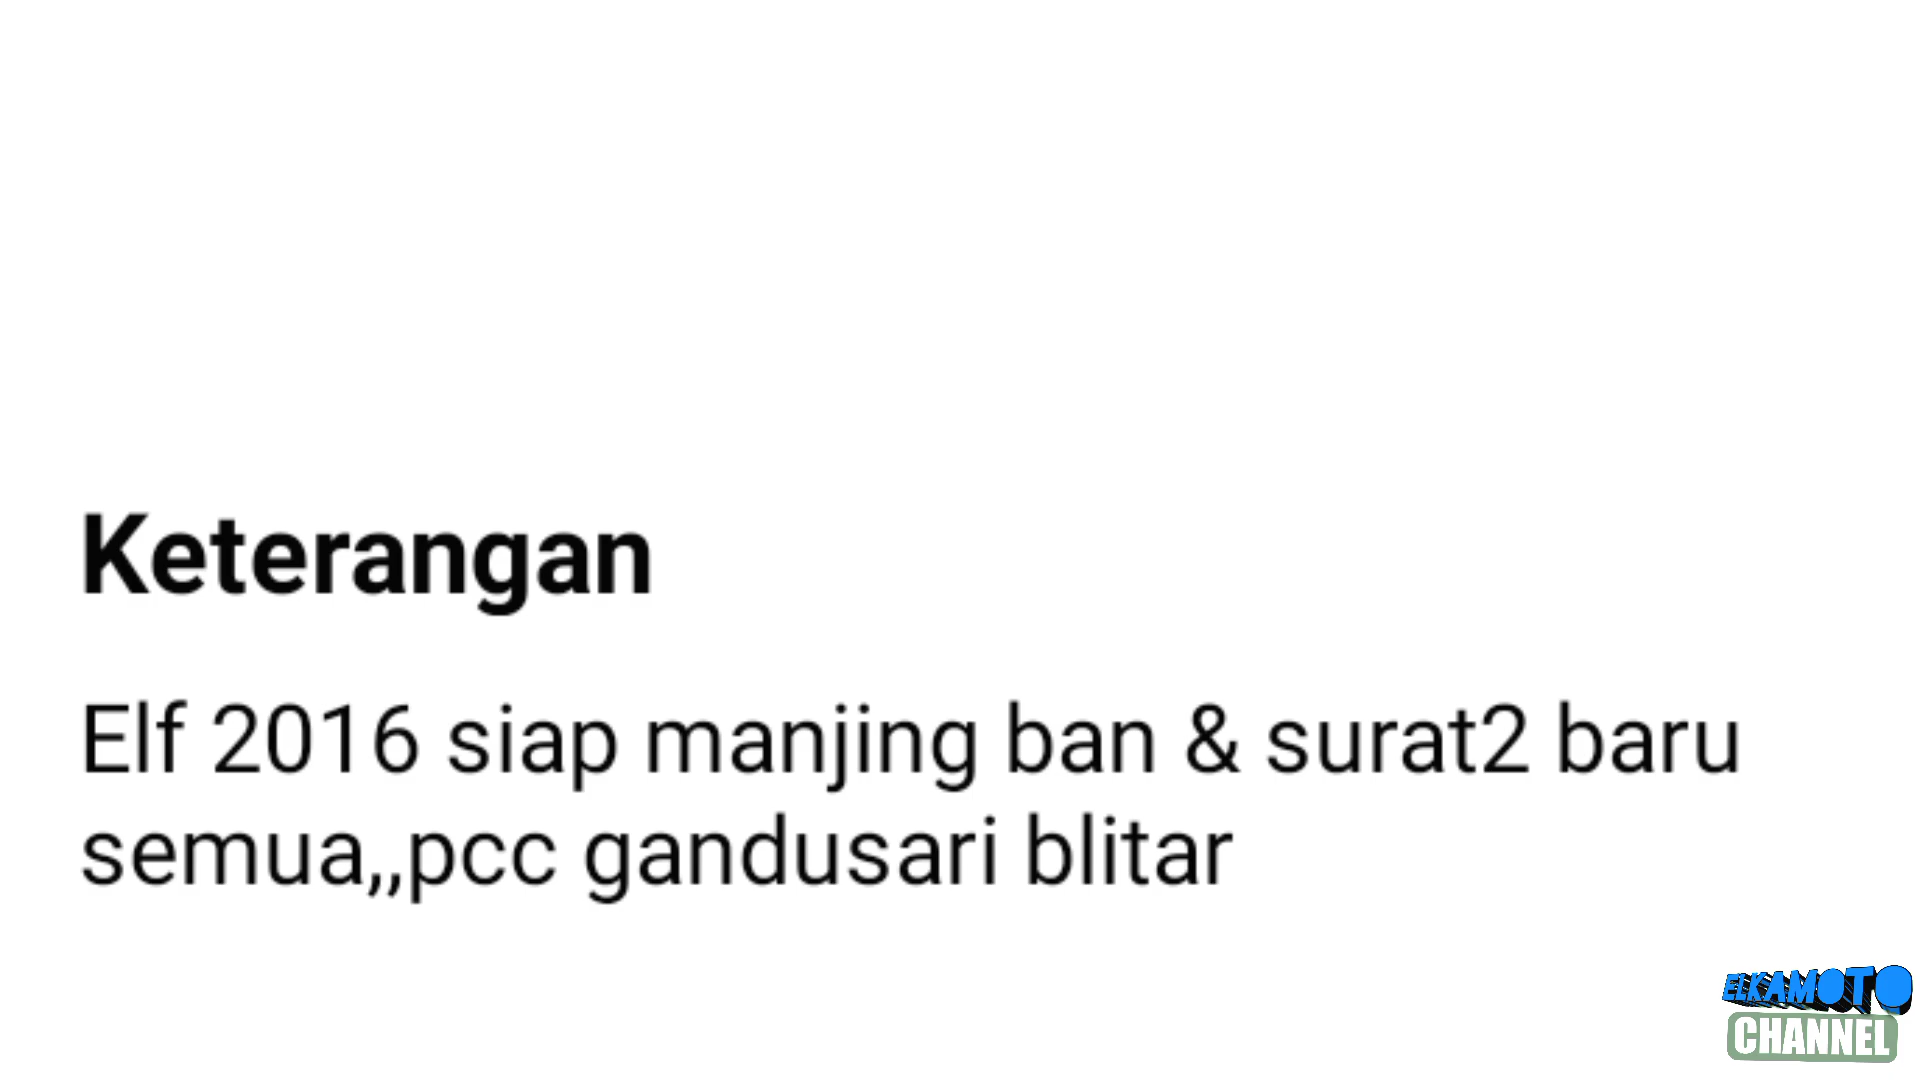 Keterangan
Elf 2016 siap manjing ban & surat2 baru
semua,,pcc gandusari blitar
ELKAMOTO
CHANNEL